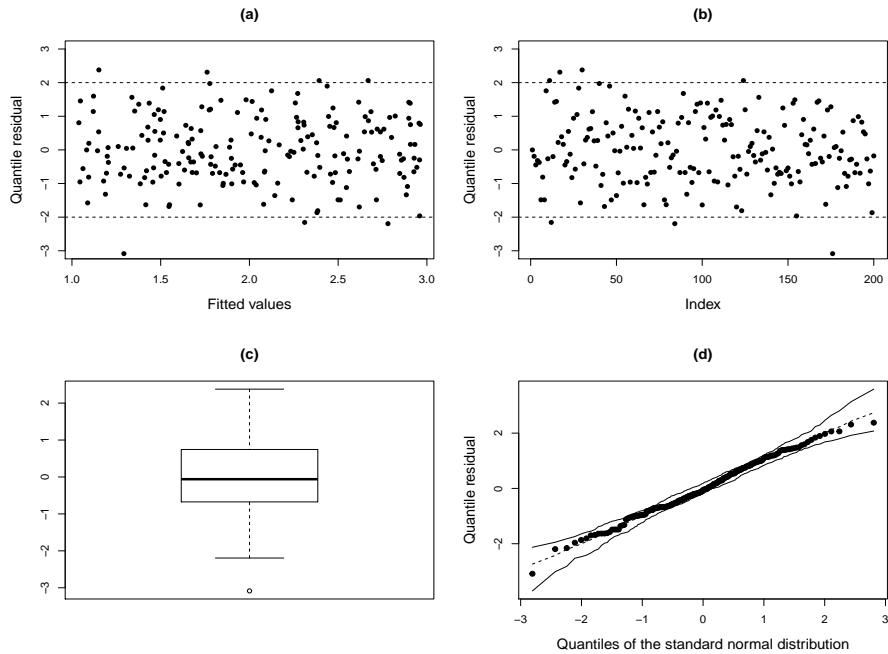 (a)
Quantile residual
3
2
1
0
−1
−2
−3
1.0 1.5 2.0 2.5 3.0
Fitted values
(b)
Quantile residual
3
2
1
0
−1
−2
−3
0 50 100 150 200
Index
(c)
2
1
0
−1
−2
−3
(d)
Quantile residual
2
0
−2
−4
−3 −2 −1 0 1 2 3
Quantiles of the standard normal distribution